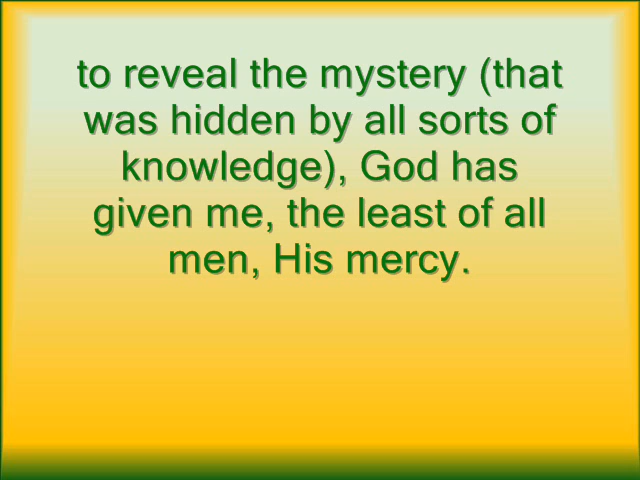 to reveal the mystery (that
was hidden by all sorts of
knowledge), God has
given me, the least of all
men, His mercy.